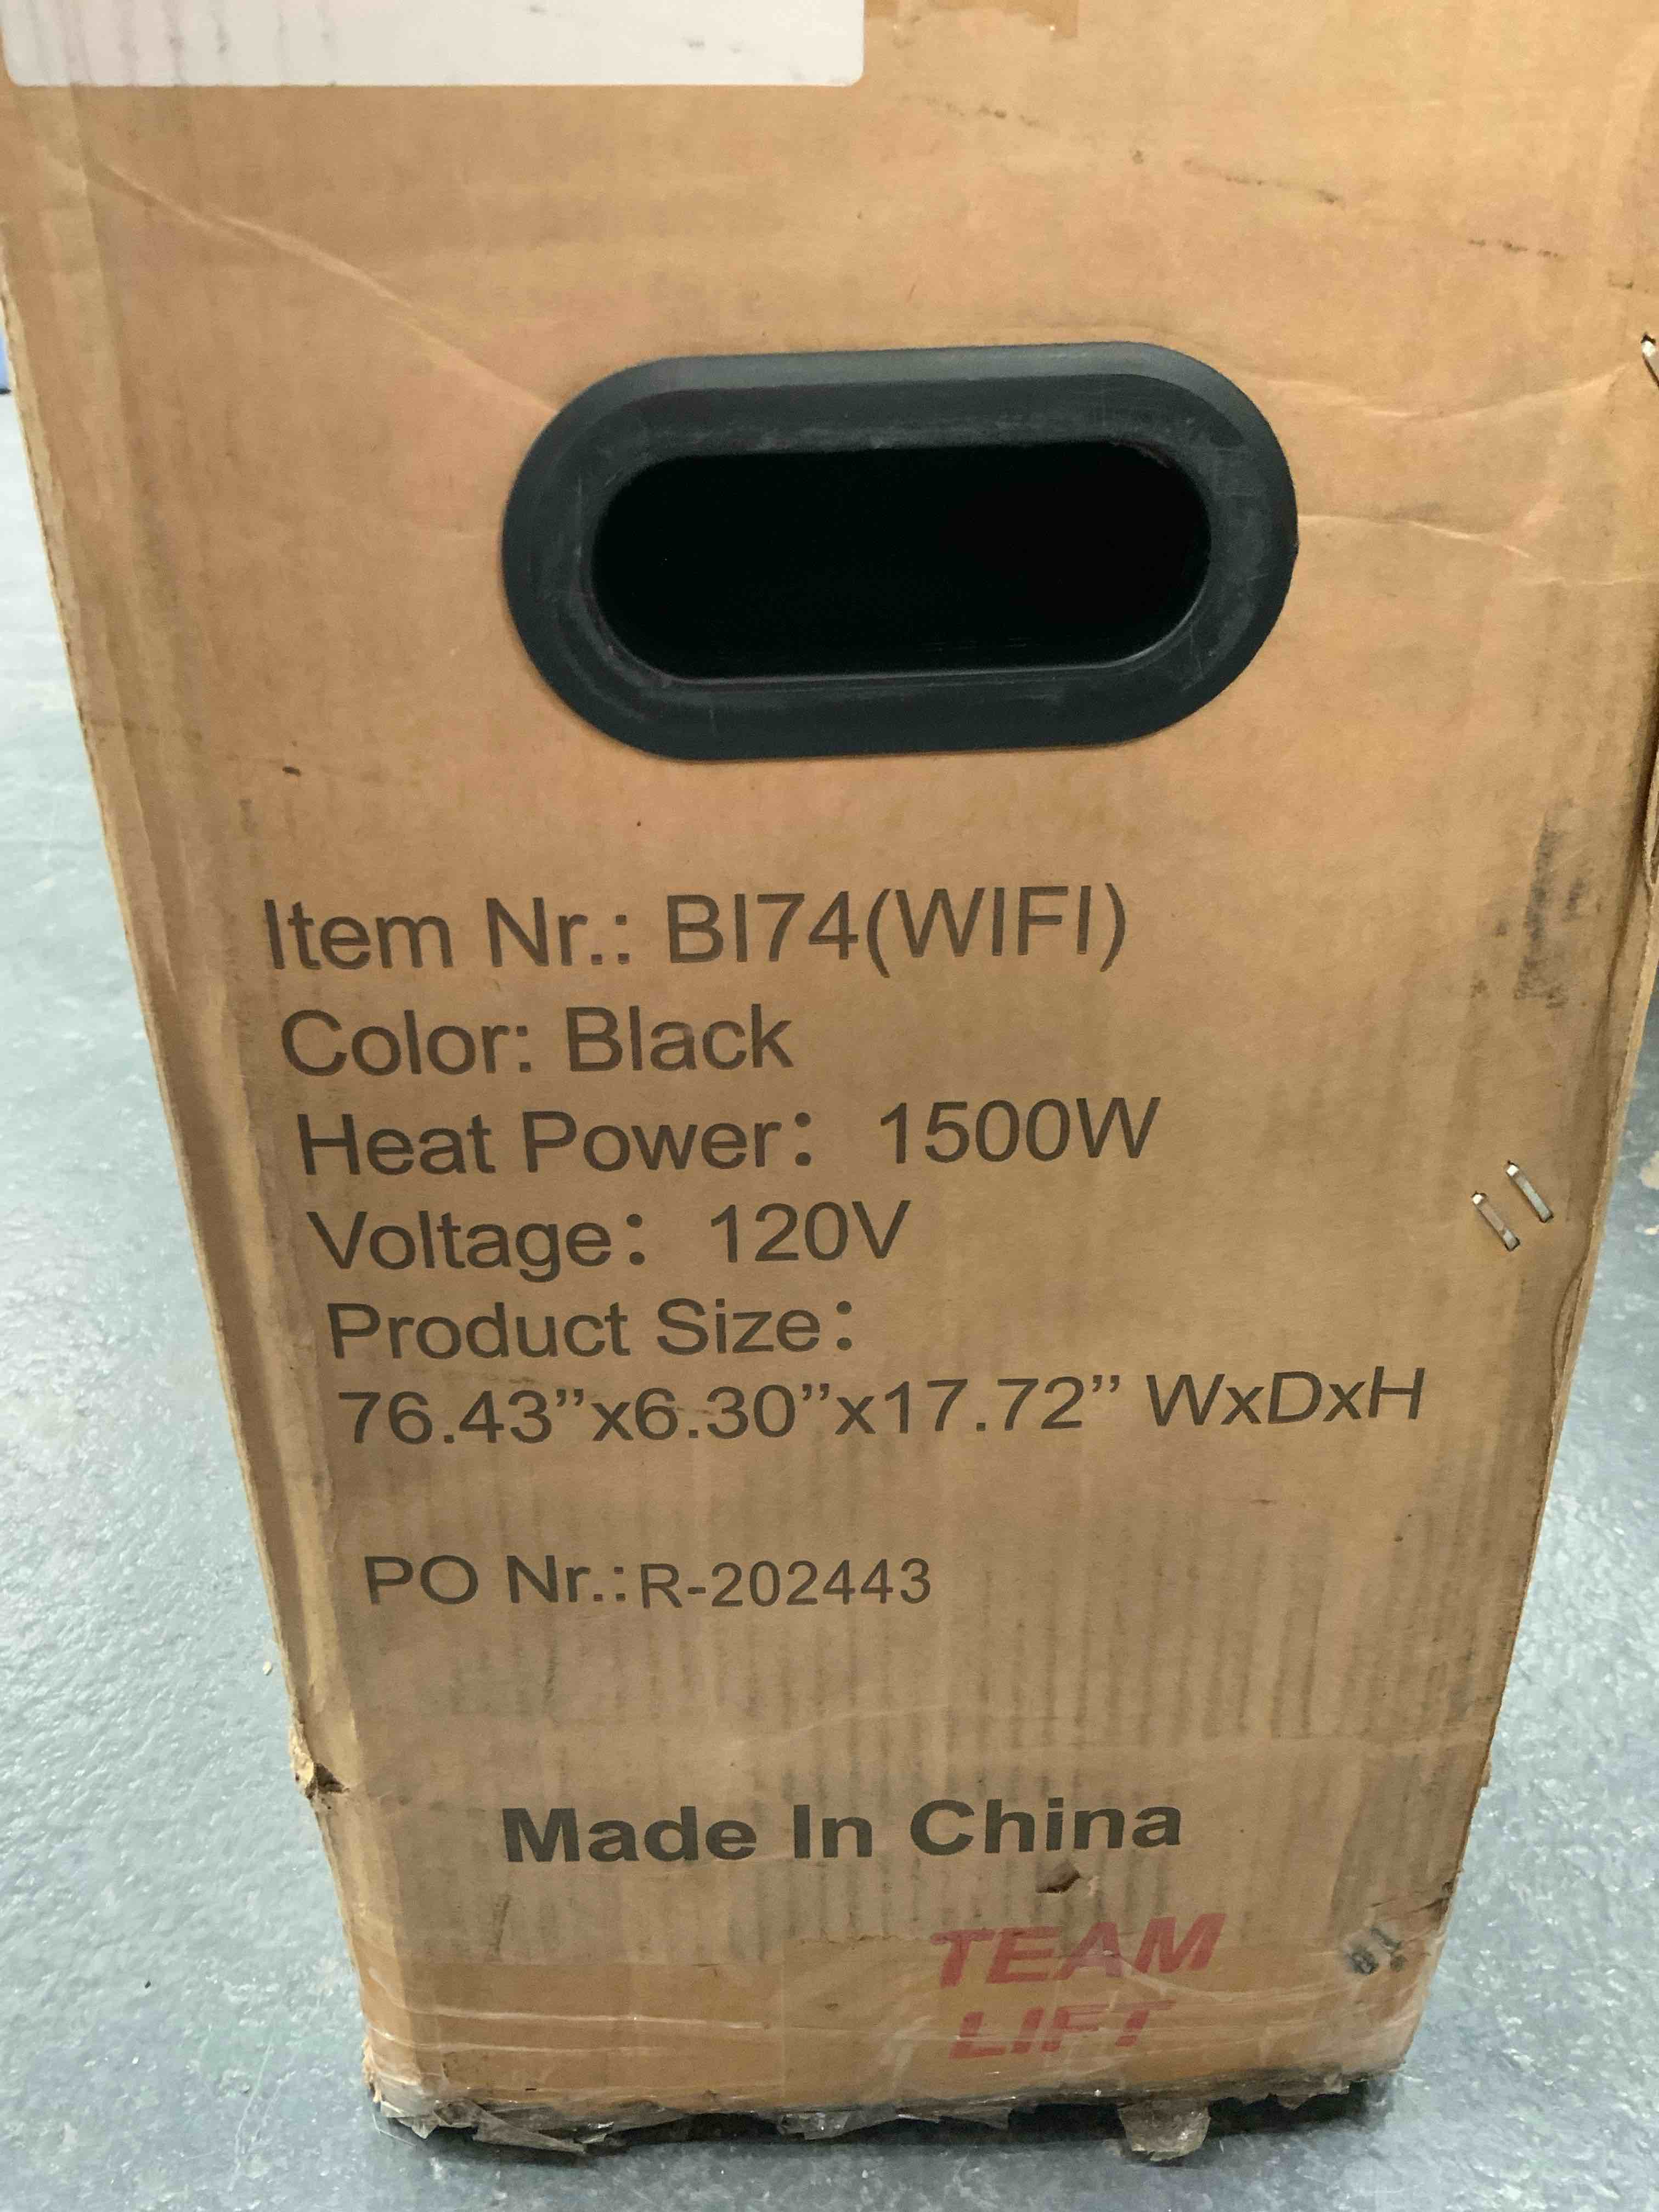 Item Nr.: BI74(WIFI)
Color: Black
Heat Power: 1500W
Voltage: 120V
Product Size:
76.43”x6.30”x17.72” WxDxH
PO Nr.:R-202443
Made In China
TEAM
LIFT